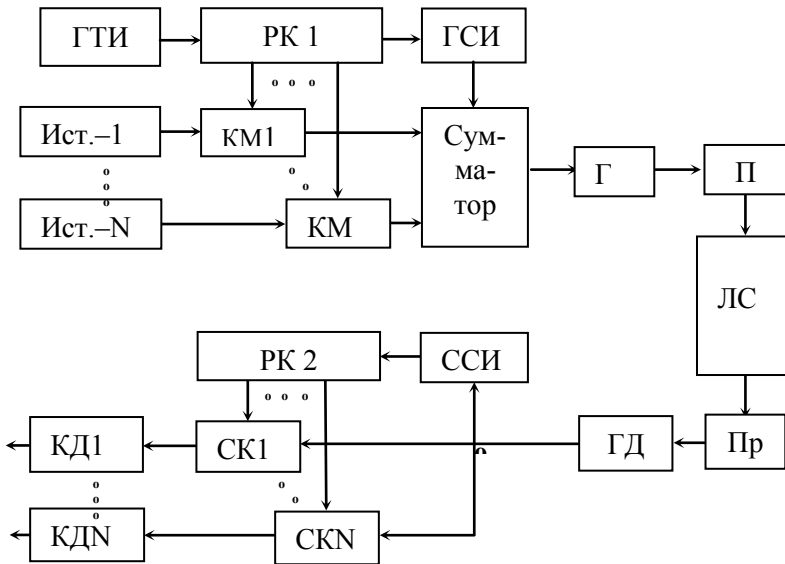 ГТИ РК 1 ГСИ
Ист.–1 КМ1 Сум-
ма-
тор
Г П
Ист.–N КМ
ЛС
РК 2 ССИ
КД1 СК1 ГД Пр
КДN СКN